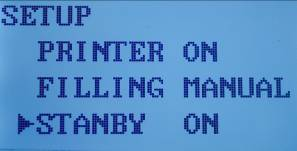 SETUP
PRINTER ON
FILLING MANUAL
▶STANBY ON